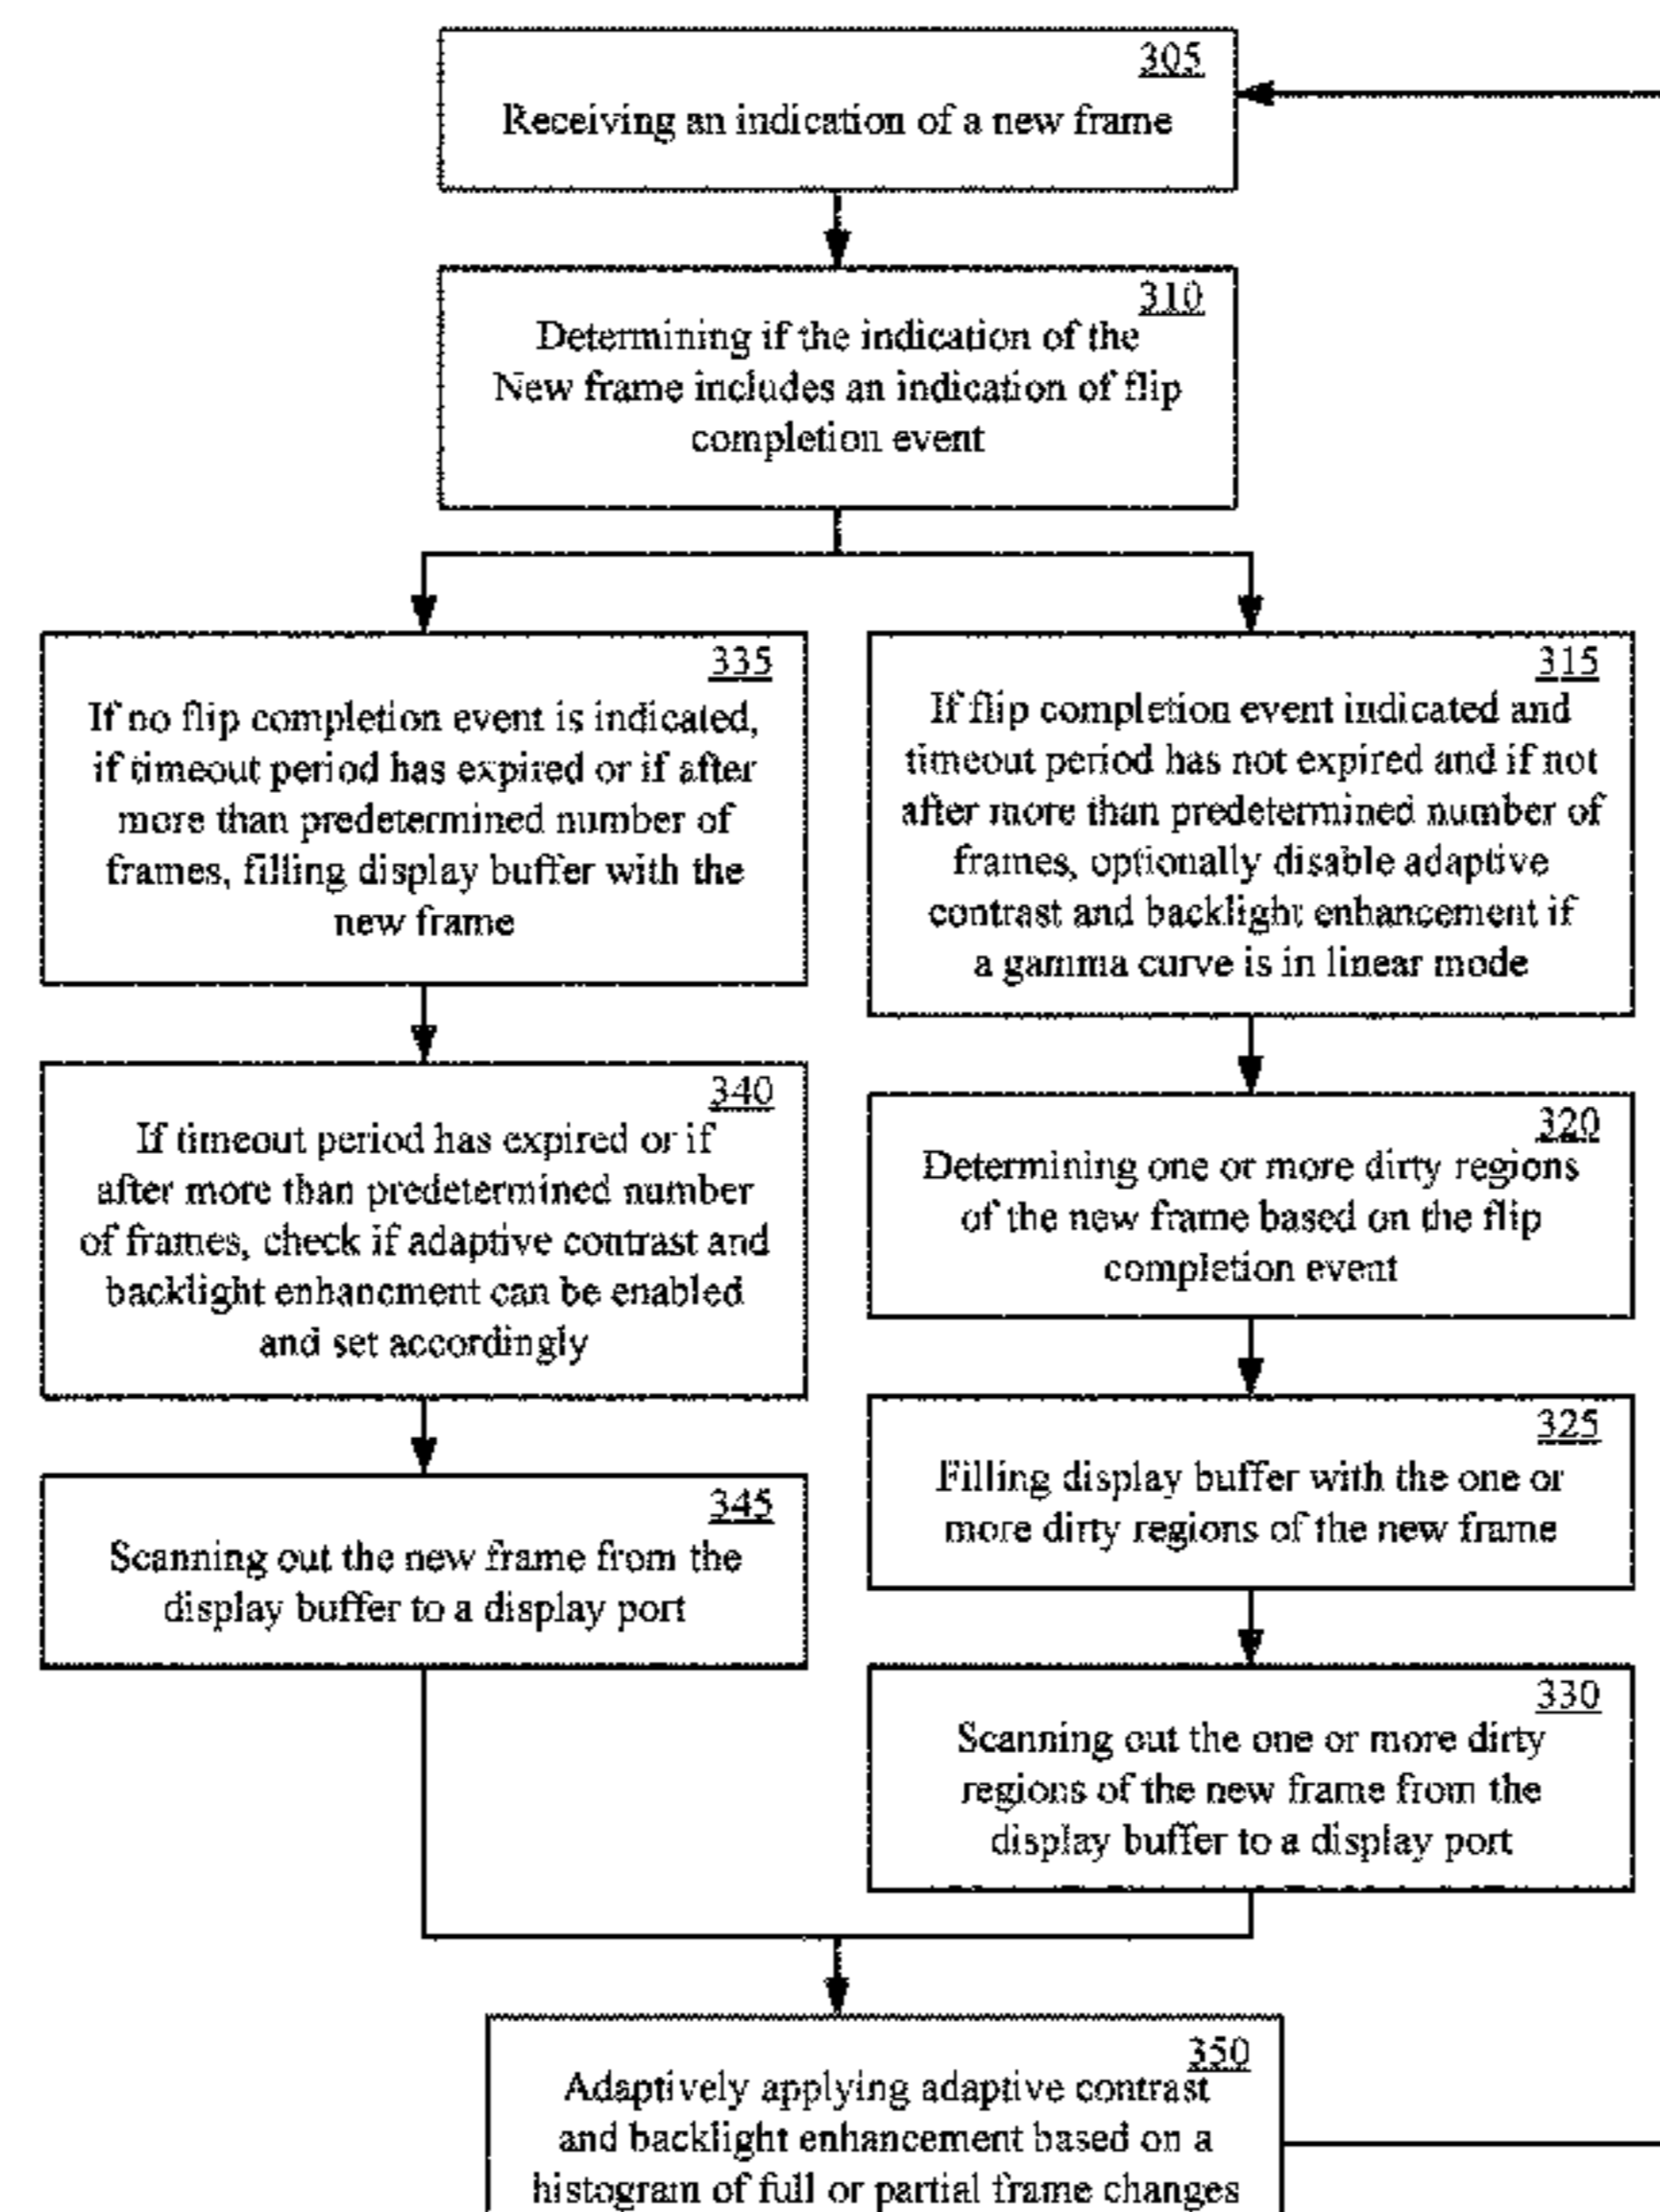 305
Receiving an indication of a new frame
310
Determining if the indication of the
New frame includes an indication of flip
completion event
335
If no flip completion event is indicated,
if timeout period has expired or if after
more than predetermined number of
frames, filling display buffer with the
new frame
340
If timeout period has expired or if
after more than predetermined number
of frames, check if adaptive contrast and
backlight enhancment can be enabled
and set accordingly
345
Scanning out the new frame from the
display buffer to a display port
315
If flip completion event indicated and
timeout period has not expired and if not
after more than predetermined number of
frames, optionally disable adaptive
contrast and backlight enhancement if
a gamma curve is in linear mode
320
Determining one or more dirty regions
of the new frame based on the flip
completion event
325
Filling display buffer with the one or
more dirty regions of the new frame
330
Scanning out the one or more dirty
regions of the new frame from the
display buffer to a display port
350
Adaptively applying adaptive contrast
and backlight enhancement based on a
histogram of full or partial frame changes